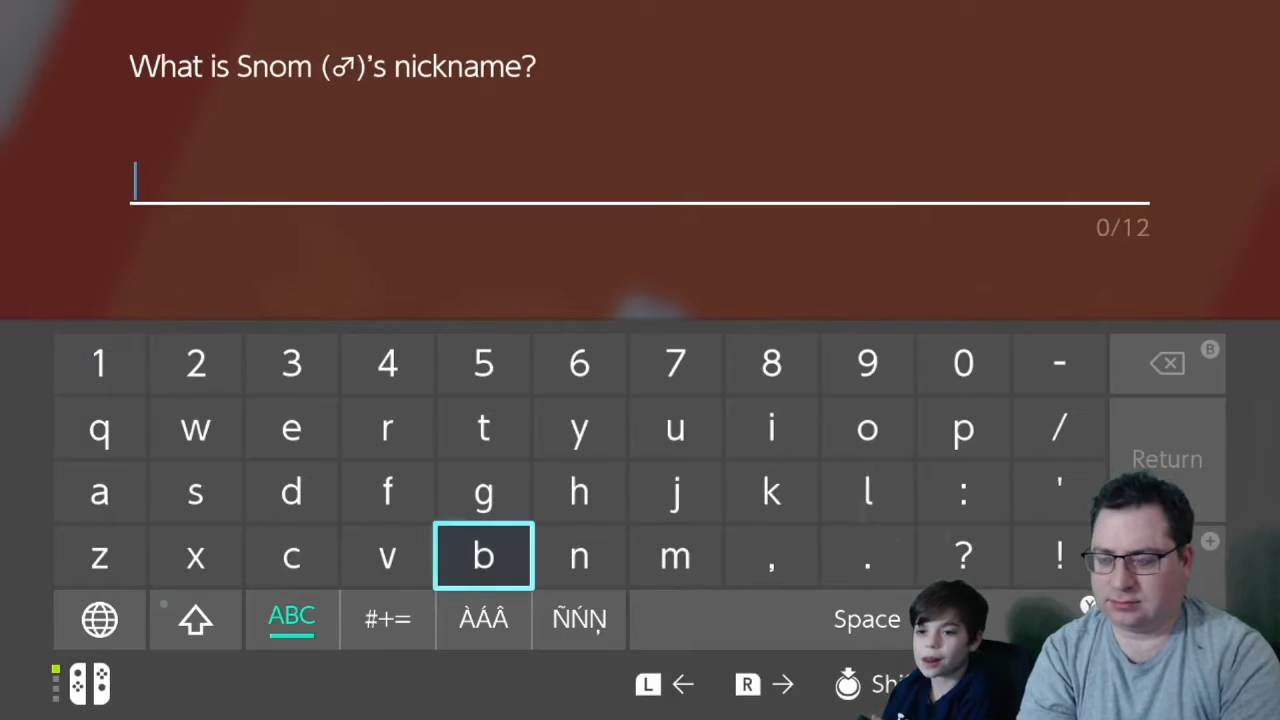 What is Snom (♂)'s nickname?
0/12
1 2 3 4 5 6 7 8 9 0 - B
q w e r t y u i o p /
Return
a s d f g h j k l : '
z x c v b n m , . ? !
ABC #+= ÀÁÂ ÑŃŅ Space Y
L ← R →